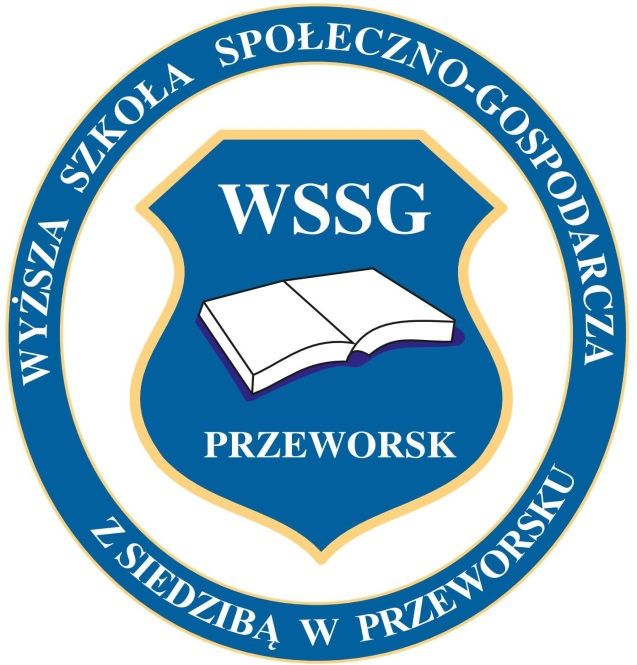 WYŻSZA SZKOŁA SPOŁECZNO-GOSPODARCZA
WSSG
PRZEWORSK
Z SIEDZIBĄ W PRZEWORSKU